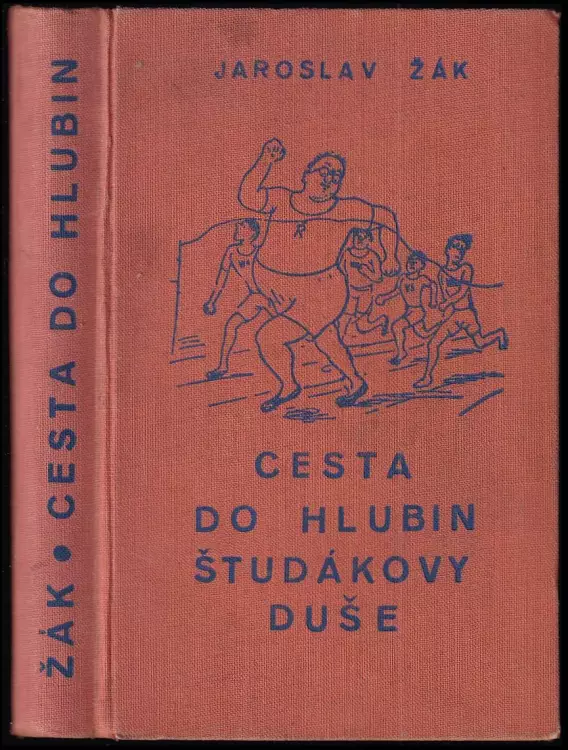 ŽÁK • CESTA DO HLUBIN
JAROSLAV ŽÁK
R
CESTA
DO HLUBIN
ŠTUDÁKOVY
DUŠE